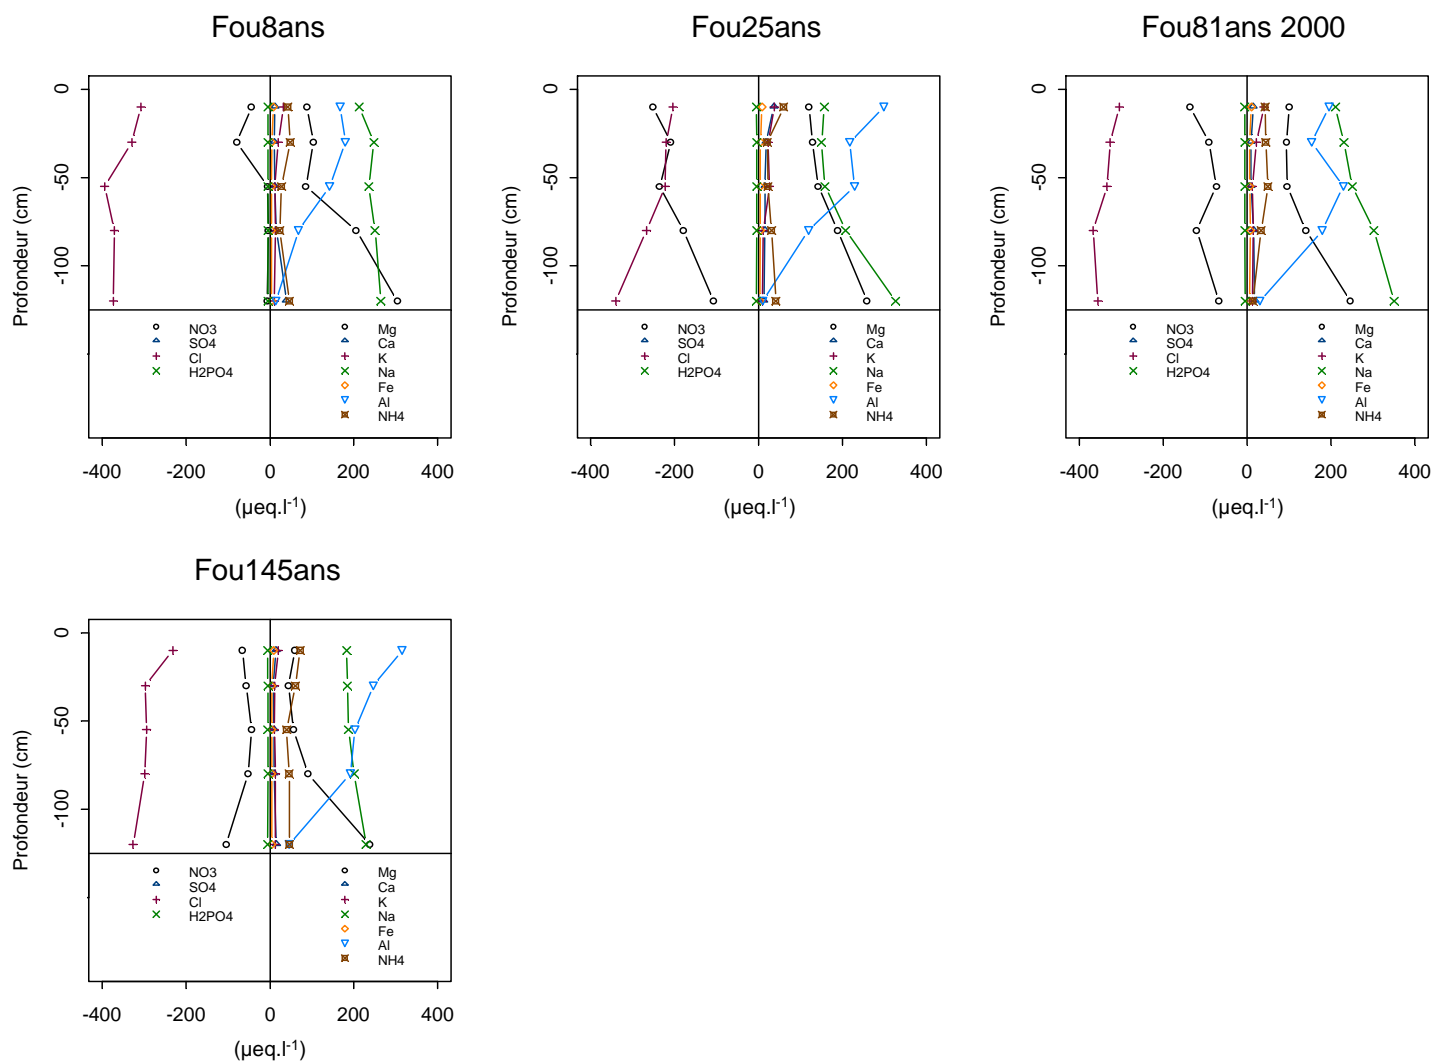 Fou8ans
0
-50
-100
Profondeur (cm)
NO3
SO4
Cl
H2PO4
Mg
Ca
K
Na
Fe
Al
NH4
-400 -200 0 200 400
(µeq.l-1)
Fou25ans
0
-50
-100
Profondeur (cm)
NO3
SO4
Cl
H2PO4
Mg
Ca
K
Na
Fe
Al
NH4
-400 -200 0 200 400
(µeq.l-1)
Fou81ans 2000
0
-50
-100
Profondeur (cm)
NO3
SO4
Cl
H2PO4
Mg
Ca
K
Na
Fe
Al
NH4
-400 -200 0 200 400
(µeq.l-1)
Fou145ans
0
-50
-100
Profondeur (cm)
NO3
SO4
Cl
H2PO4
Mg
Ca
K
Na
Fe
Al
NH4
-400 -200 0 200 400
(µeq.l-1)